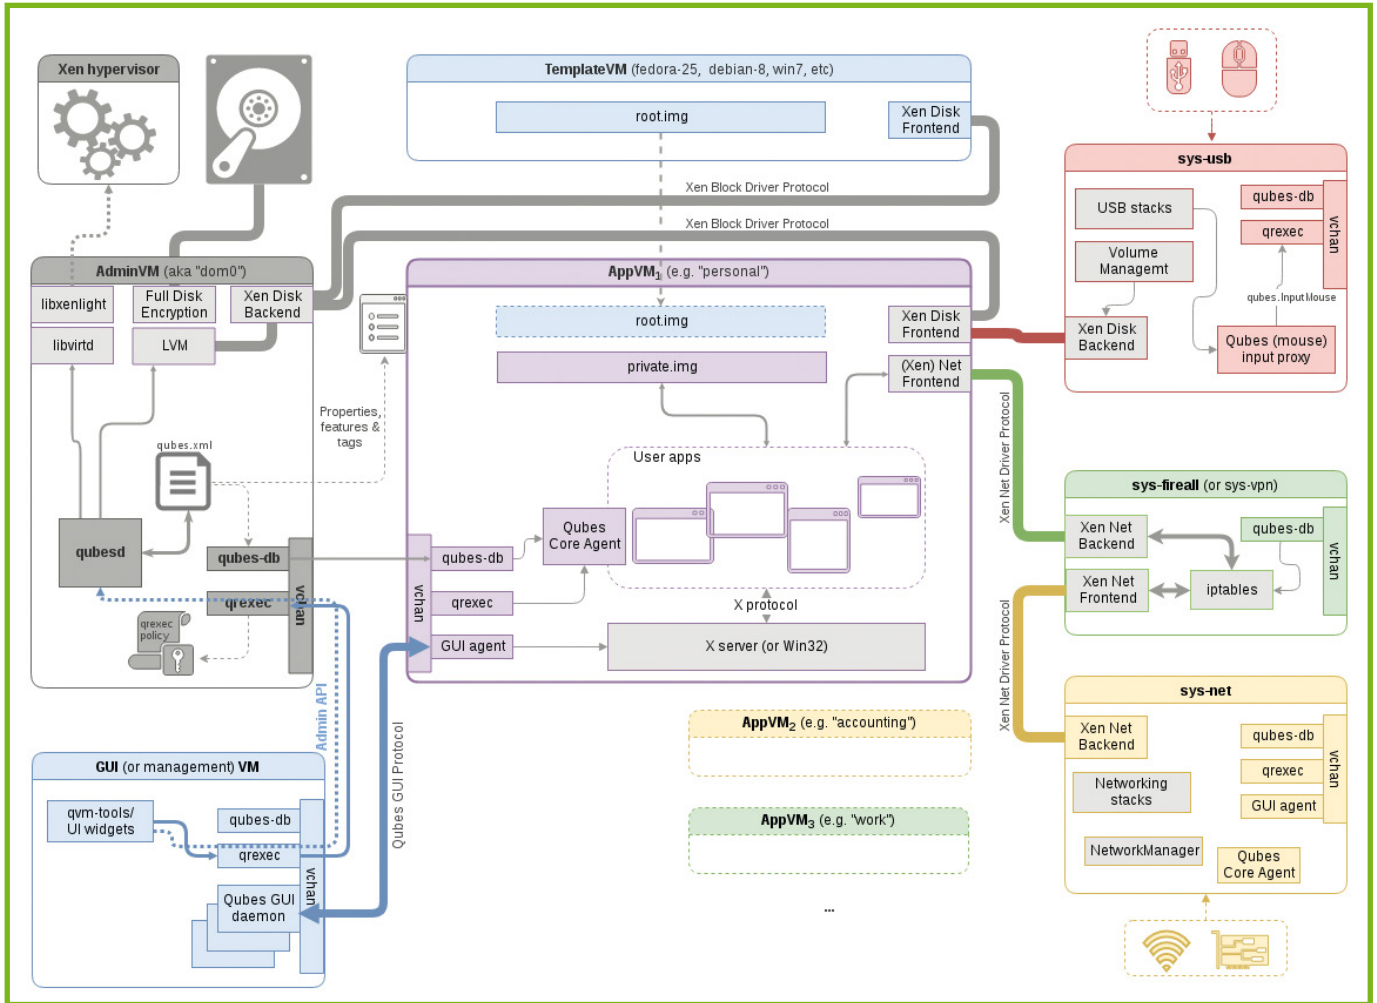 Xen hypervisor
TemplateVM (fedora-25, debian-8, win7, etc)
root.img
Xen Disk
Frontend
Xen Block Driver Protocol
Xen Block Driver Protocol
AdminVM (aka "dom0")
libxenlight
Full Disk
Encryption
Xen Disk
Backend
libvirtd
LVM
Properties,
features &
tags
qubes.xml
qubesd
qubes-db
qrexec
vchan
qrexec
policy
Admin API
AppVM1 (e.g. "personal")
root.img
Xen Disk
Frontend
private.img
(Xen) Net
Frontend
User apps
Qubes
Core Agent
qubes-db
qrexec
GUI agent
vchan
X protocol
X server (or Win32)
Xen Net Driver Protocol
Xen Net Driver Protocol
Qubes GUI Protocol
sys-usb
USB stacks
Volume
Managemt
Xen Disk
Backend
qubes-db
qrexec
vchan
qubes.InputMouse
Qubes (mouse)
input proxy
sys-fireall (or sys-vpn)
Xen Net
Backend
Xen Net
Frontend
qubes-db
iptables
vchan
sys-net
Xen Net
Backend
Networking
stacks
NetworkManager
qubes-db
qrexec
GUI agent
vchan
Qubes
Core Agent
AppVM2 (e.g. "accounting")
AppVM3 (e.g. "work")
...
GUI (or management) VM
qvm-tools/
UI widgets
qubes-db
qrexec
Qubes GUI
daemon
vchan